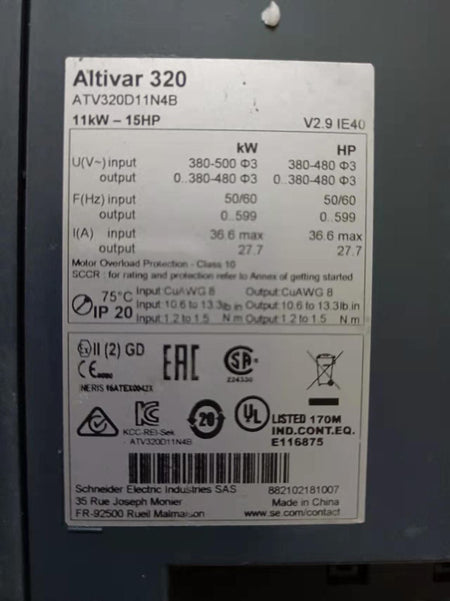 Altivar 320
ATV320D11N4B
11kW – 15HP V2.9 IE40
kW HP
U(V~) input 380-500 Φ3 380-480 Φ3
output 0..380-480 Φ3 0..380-480 Φ3
F(Hz) input 50/60 50/60
output 0..599 0..599
I(A) input 36.6 max 36.6 max
output 27.7 27.7
Motor Overload Protection - Class 10
SCCR : for rating and protection refer to Annex of getting started
75°C Input:CuAWG 8 Output:CuAWG 8
IP 20 Input:10.6 to 13.3lb.in Output:10.6 to 13.3lb.in
Input:1.2 to 1.5 N.m Output:1.2 to 1.5 N.m
Ex II (2) GD EAC SA
CE 224330
INERIS 16ATEX0042X
KC 20 UL LISTED 170M
KCC-REI-Sek- IND.CONT.EQ.
ATV320D11N4B E116875
Schneider Electric Industries SAS 882102181007
35 Rue Joseph Monier Made in China
FR-92500 Rueil Malmaison www.se.com/contact